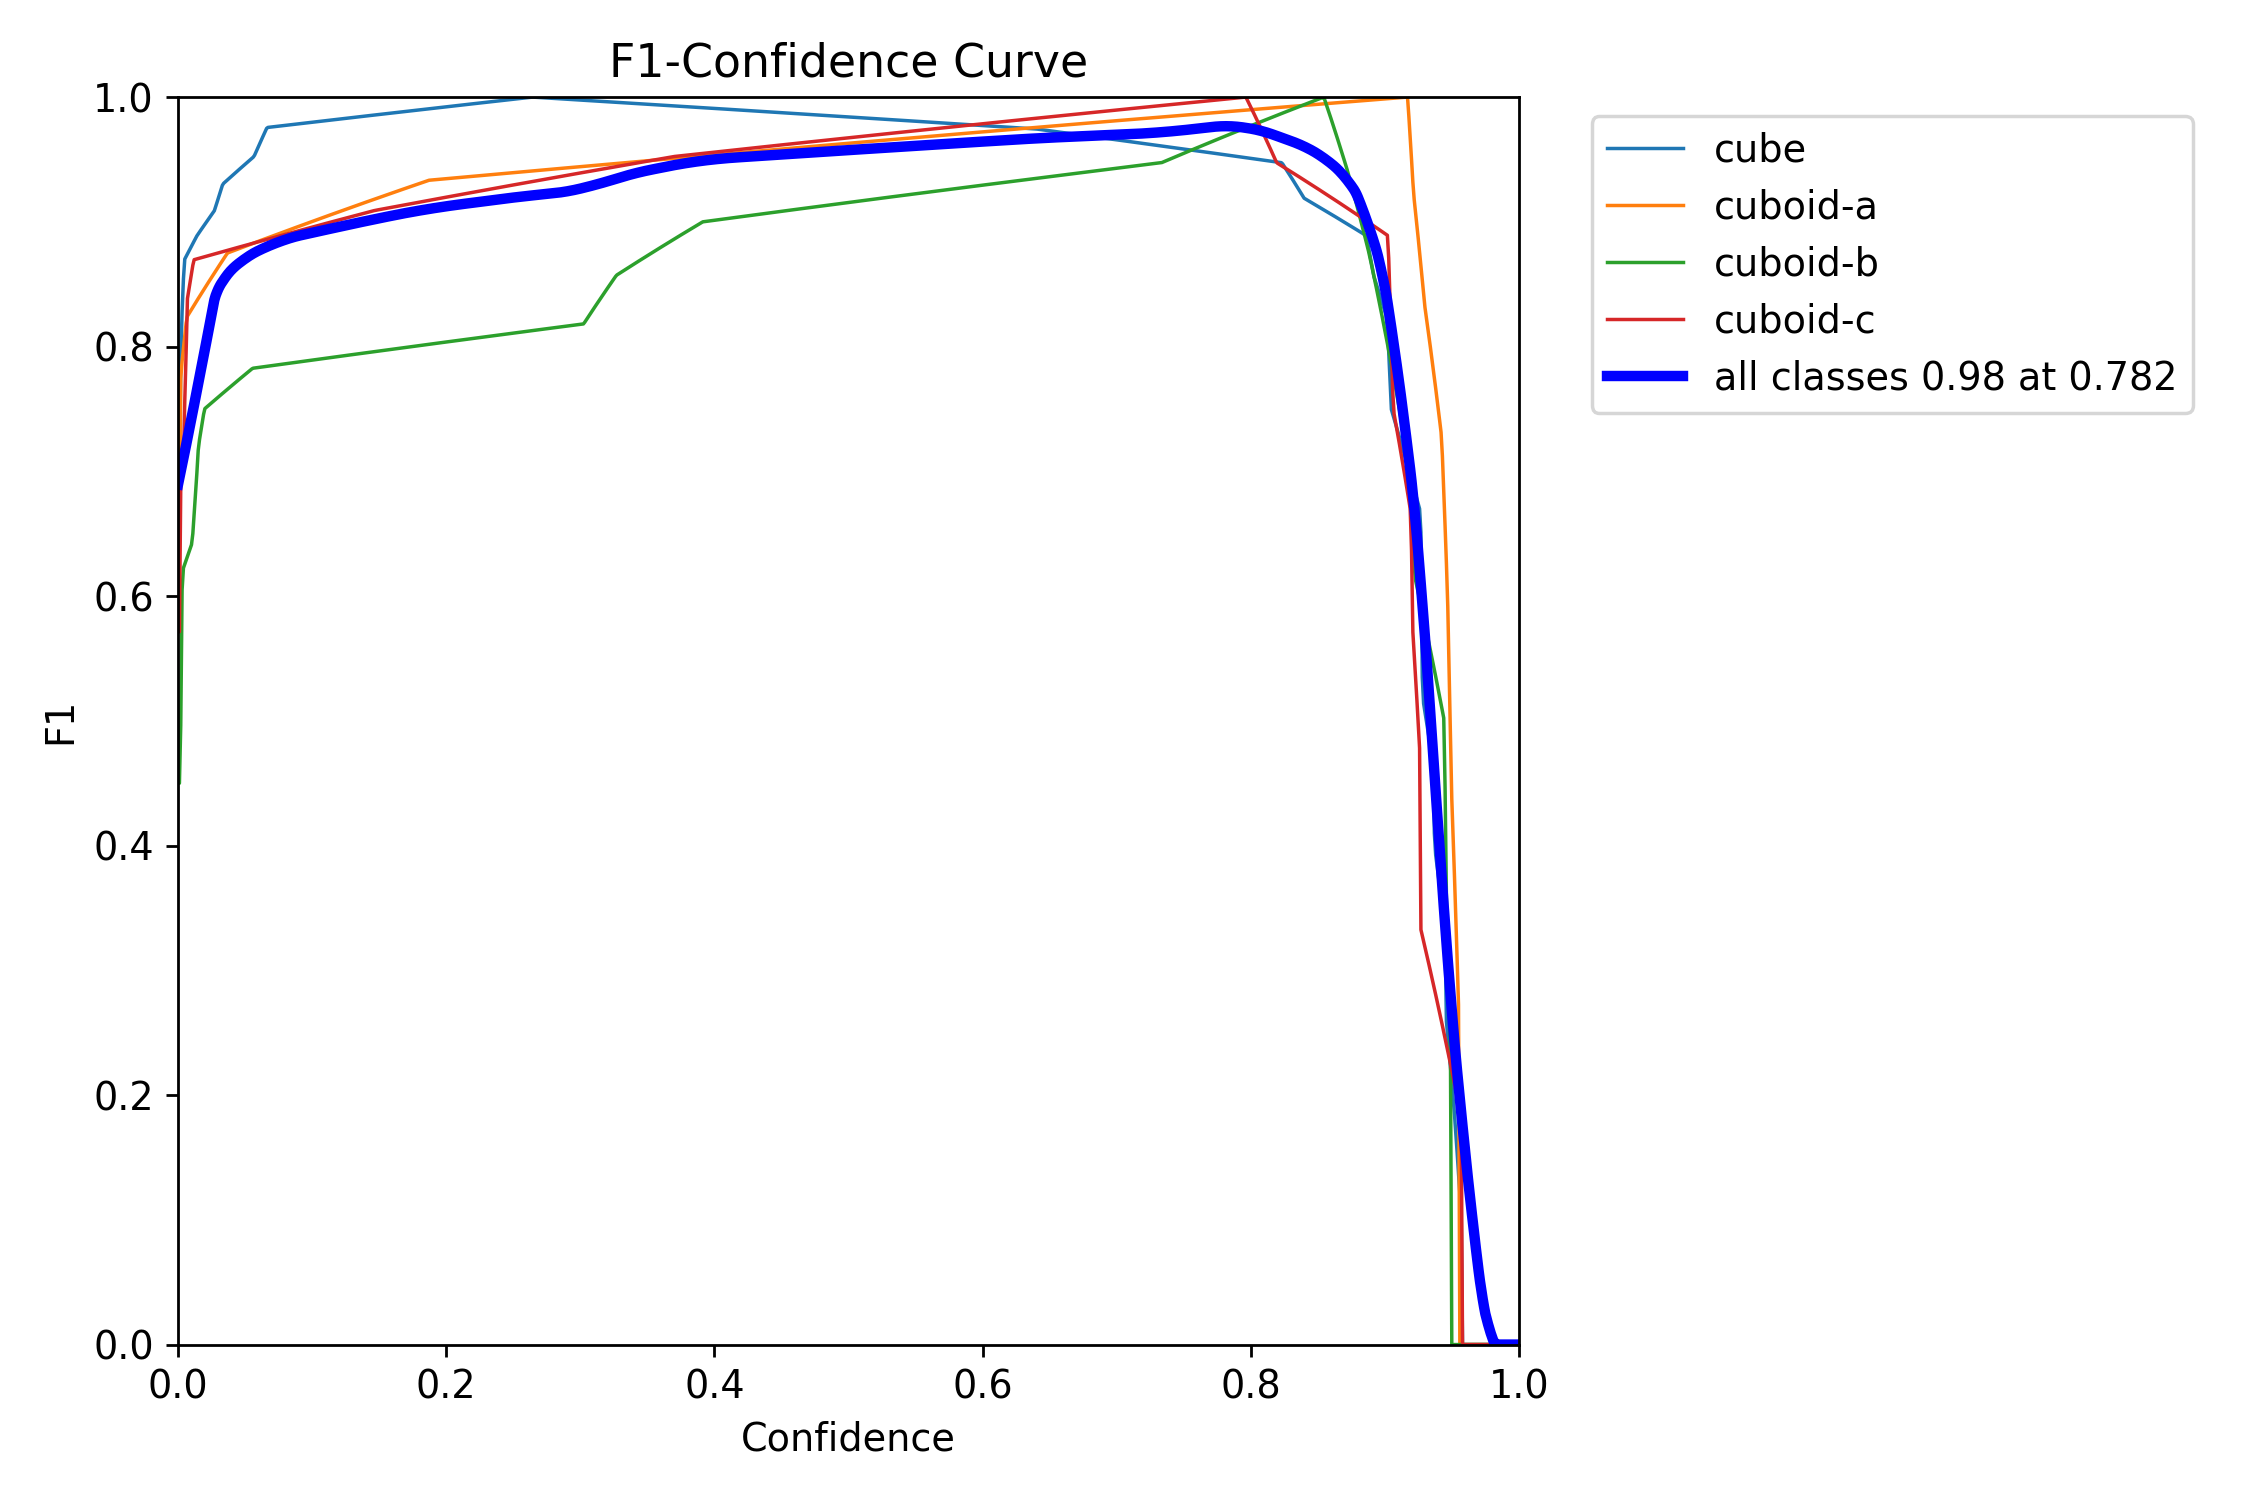 F1-Confidence Curve
1.0
0.8
0.6
0.4
0.2
0.0
F1
0.0 0.2 0.4 0.6 0.8 1.0
Confidence
cube
cuboid-a
cuboid-b
cuboid-c
all classes 0.98 at 0.782